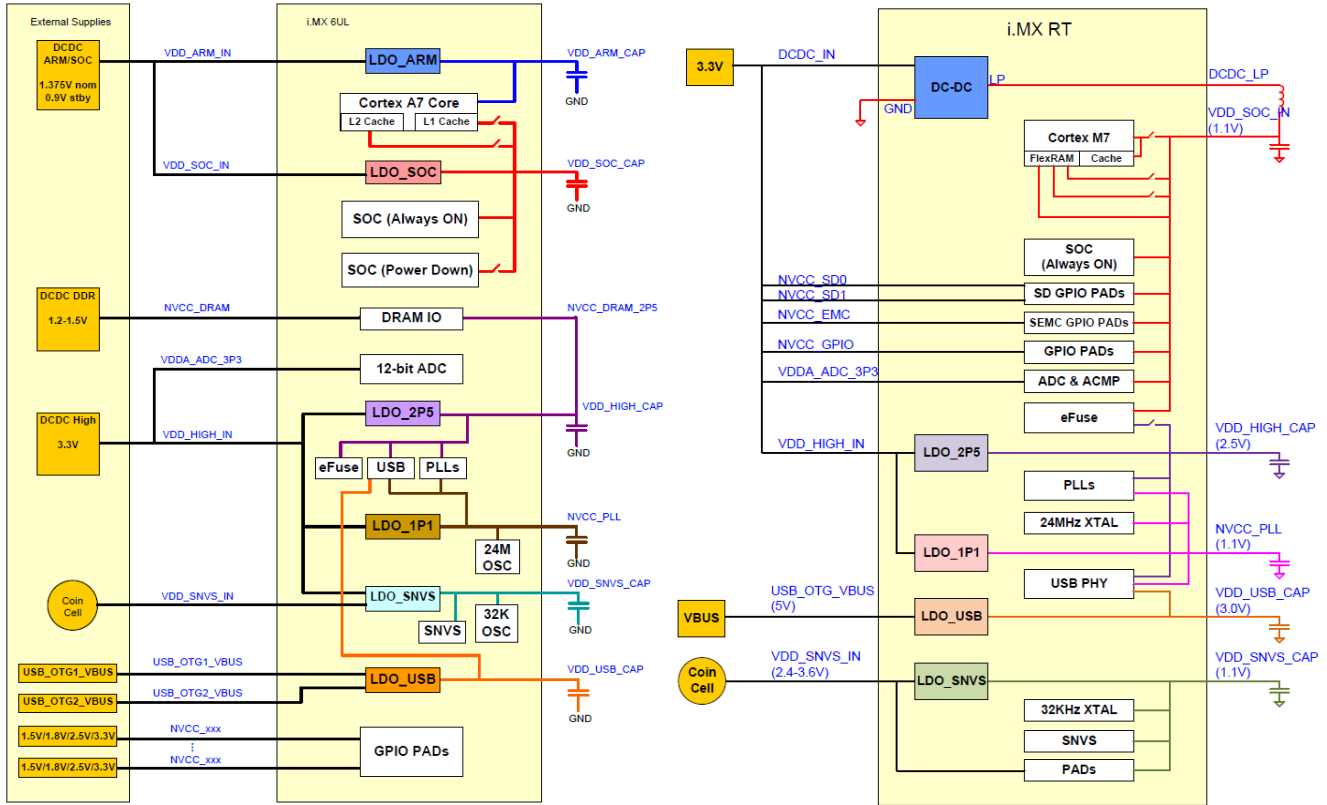 External Supplies
i.MX 6UL
DCDC
ARM/SOC
1.375V nom
0.9V stby
VDD_ARM_IN
LDO_ARM
VDD_ARM_CAP
GND
Cortex A7 Core
L2 Cache
L1 Cache
VDD_SOC_IN
LDO_SOC
VDD_SOC_CAP
GND
SOC (Always ON)
SOC (Power Down)
DCDC DDR
1.2-1.5V
NVCC_DRAM
DRAM IO
NVCC_DRAM_2P5
VDDA_ADC_3P3
12-bit ADC
DCDC High
3.3V
VDD_HIGH_IN
LDO_2P5
VDD_HIGH_CAP
GND
eFuse
USB
PLLs
LDO_1P1
NVCC_PLL
GND
24M
OSC
Coin
Cell
VDD_SNVS_IN
LDO_SNVS
VDD_SNVS_CAP
GND
SNVS
32K
OSC
USB_OTG1_VBUS
USB_OTG1_VBUS
USB_OTG2_VBUS
USB_OTG2_VBUS
LDO_USB
VDD_USB_CAP
GND
1.5V/1.8V/2.5V/3.3V
NVCC_xxx
1.5V/1.8V/2.5V/3.3V
NVCC_xxx
GPIO PADs
i.MX RT
3.3V
DCDC_IN
DC-DC
LP
GND
DCDC_LP
VDD_SOC_IN
(1.1V)
Cortex M7
FlexRAM
Cache
SOC
(Always ON)
NVCC_SD0
NVCC_SD1
SD GPIO PADs
NVCC_EMC
SEMC GPIO PADs
NVCC_GPIO
GPIO PADs
VDDA_ADC_3P3
ADC & ACMP
eFuse
VDD_HIGH_IN
LDO_2P5
VDD_HIGH_CAP
(2.5V)
PLLs
24MHz XTAL
LDO_1P1
NVCC_PLL
(1.1V)
USB PHY
VBUS
USB_OTG_VBUS
(5V)
LDO_USB
VDD_USB_CAP
(3.0V)
Coin
Cell
VDD_SNVS_IN
(2.4-3.6V)
LDO_SNVS
VDD_SNVS_CAP
(1.1V)
32KHz XTAL
SNVS
PADs